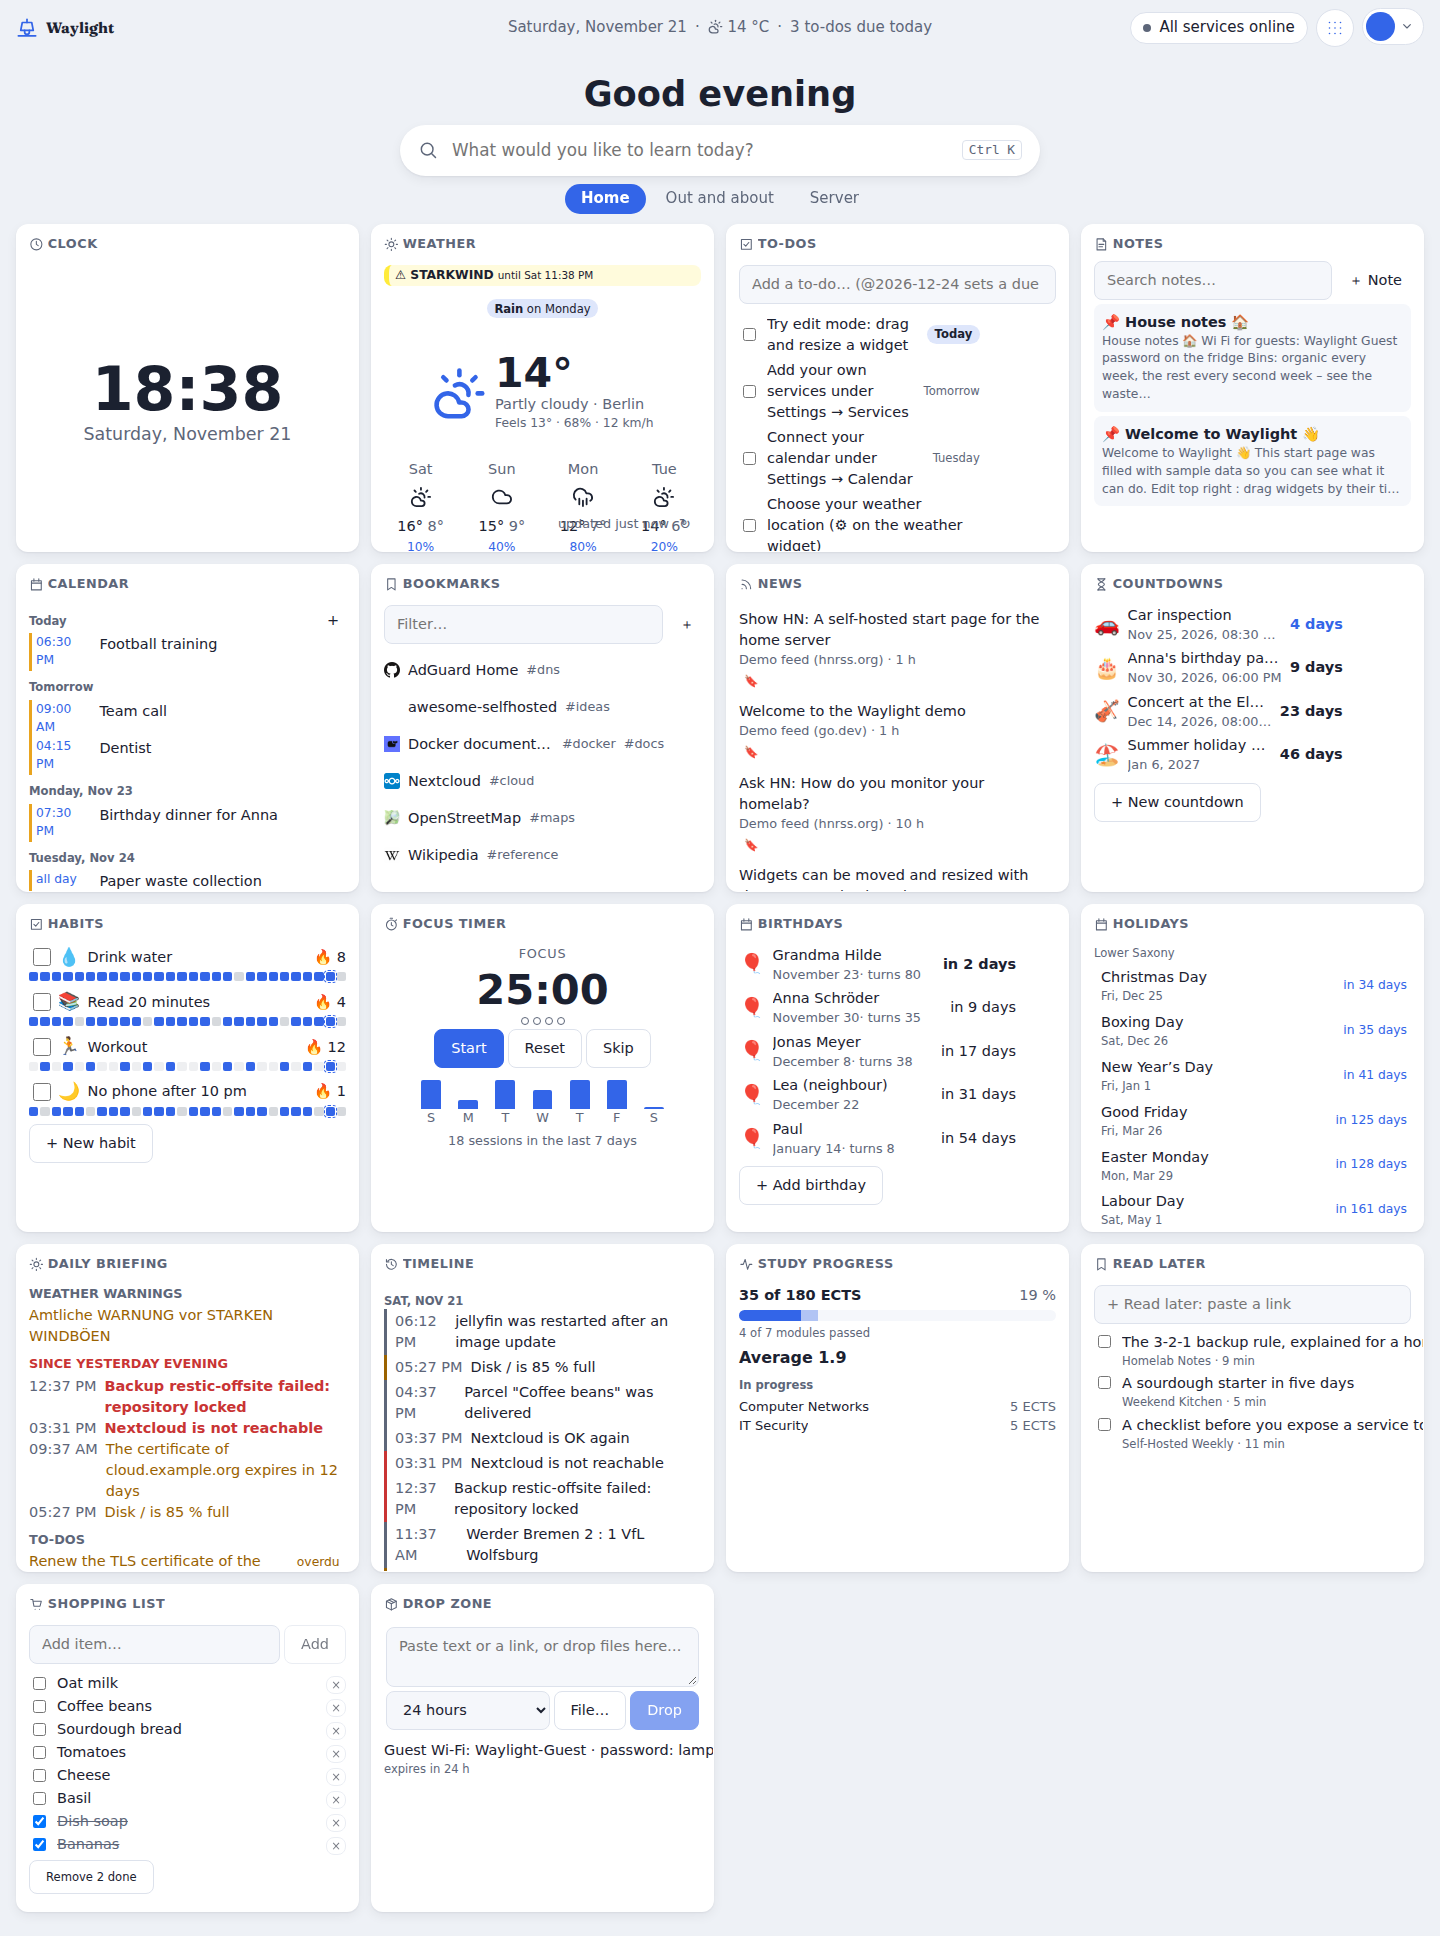 Waylight
Saturday, November 21 · 14 °C · 3 to-dos due today
All services online
Good evening
What would you like to learn today?
Ctrl K
Home
Out and about
Server
CLOCK
18:38
Saturday, November 21
WEATHER
⚠ STARKWIND until Sat 11:38 PM
Rain on Monday
14°
Partly cloudy · Berlin
Feels 13° · 68% · 12 km/h
Sat Sun Mon Tue
16° 8° 15° 9° 12° 7° 14° 6°
updated just now
10% 40% 80% 20%
TO-DOS
Add a to-do… (@2026-12-24 sets a due
Try edit mode: drag
and resize a widget
Today
Add your own
services under
Settings → Services
Tomorrow
Connect your
calendar under
Settings → Calendar
Tuesday
Choose your weather
location (⚙ on the weather
widget)
NOTES
Search notes…
+ Note
📌 House notes 🏠
House notes 🏠 Wi Fi for guests: Waylight Guest
password on the fridge Bins: organic every
week, the rest every second week – see the
waste…
📌 Welcome to Waylight 👋
Welcome to Waylight 👋 This start page was
filled with sample data so you can see what it
can do. Edit top right : drag widgets by their ti…
CALENDAR
Today
+
06:30 PM Football training
Tomorrow
09:00 AM Team call
04:15 PM Dentist
Monday, Nov 23
07:30 PM Birthday dinner for Anna
Tuesday, Nov 24
all day Paper waste collection
BOOKMARKS
Filter…
+
AdGuard Home #dns
awesome-selfhosted #ideas
Docker document… #docker #docs
Nextcloud #cloud
OpenStreetMap #maps
Wikipedia #reference
NEWS
Show HN: A self-hosted start page for the
home server
Demo feed (hnrss.org) · 1 h
Welcome to the Waylight demo
Demo feed (go.dev) · 1 h
Ask HN: How do you monitor your
homelab?
Demo feed (hnrss.org) · 10 h
Widgets can be moved and resized with
COUNTDOWNS
Car inspection
Nov 25, 2026, 08:30 …
4 days
Anna's birthday pa…
Nov 30, 2026, 06:00 PM
9 days
Concert at the El…
Dec 14, 2026, 08:00…
23 days
Summer holiday …
Jan 6, 2027
46 days
+ New countdown
HABITS
Drink water 🔥 8
Read 20 minutes 🔥 4
Workout 🔥 12
No phone after 10 pm 🔥 1
+ New habit
FOCUS TIMER
FOCUS
25:00
Start
Reset
Skip
S M T W T F S
18 sessions in the last 7 days
BIRTHDAYS
Grandma Hilde
November 23· turns 80
in 2 days
Anna Schröder
November 30· turns 35
in 9 days
Jonas Meyer
December 8· turns 38
in 17 days
Lea (neighbour)
December 22
in 31 days
Paul
January 14· turns 8
in 54 days
+ Add birthday
HOLIDAYS
Lower Saxony
Christmas Day
Fri, Dec 25
in 34 days
Boxing Day
Sat, Dec 26
in 35 days
New Year’s Day
Fri, Jan 1
in 41 days
Good Friday
Fri, Mar 26
in 125 days
Easter Monday
Mon, Mar 29
in 128 days
Labour Day
Sat, May 1
in 161 days
DAILY BRIEFING
WEATHER WARNINGS
Amtliche WARNUNG vor STARKEN
WINDBÖEN
SINCE YESTERDAY EVENING
12:37 PM Backup restic-offsite failed:
repository locked
03:31 PM Nextcloud is not reachable
09:37 AM The certificate of
cloud.example.org expires in 12
days
05:27 PM Disk / is 85 % full
TO-DOS
Renew the TLS certificate of the overdu
TIMELINE
SAT, NOV 21
06:12 PM jellyfin was restarted after an
image update
05:27 PM Disk / is 85 % full
04:37 PM Parcel "Coffee beans" was
delivered
03:37 PM Nextcloud is OK again
03:31 PM Nextcloud is not reachable
12:37 PM Backup restic-offsite failed:
repository locked
11:37 AM Werder Bremen 2 : 1 VfL
Wolfsburg
STUDY PROGRESS
35 of 180 ECTS 19 %
4 of 7 modules passed
Average 1.9
In progress
Computer Networks 5 ECTS
IT Security 5 ECTS
READ LATER
+ Read later: paste a link
The 3-2-1 backup rule, explained for a ho
Homelab Notes · 9 min
A sourdough starter in five days
Weekend Kitchen · 5 min
A checklist before you expose a service to
Self-Hosted Weekly · 11 min
SHOPPING LIST
Add item…
Add
Oat milk ×
Coffee beans ×
Sourdough bread ×
Tomatoes ×
Cheese ×
Basil ×
Dish soap ×
Bananas ×
Remove 2 done
DROP ZONE
Paste text or a link, or drop files here…
24 hours
File…
Drop
Guest Wi-Fi: Waylight-Guest · password: lamp
expires in 24 h